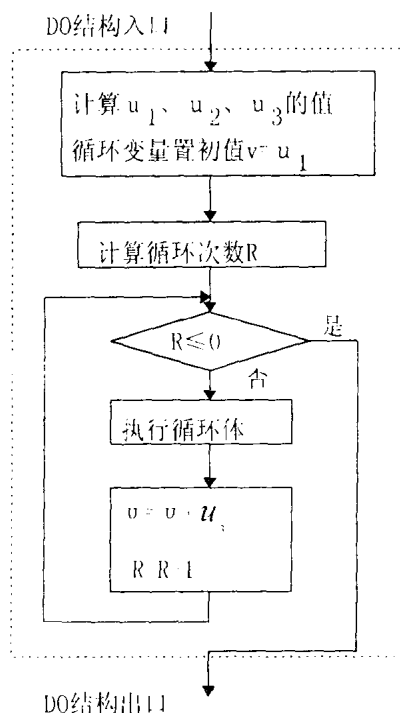 DO结构入口
计算u1、u2、u3的值
循环变量置初值v=u1
计算循环次数R
R≤0
是
否
执行循环体
R R-1
DO结构出口